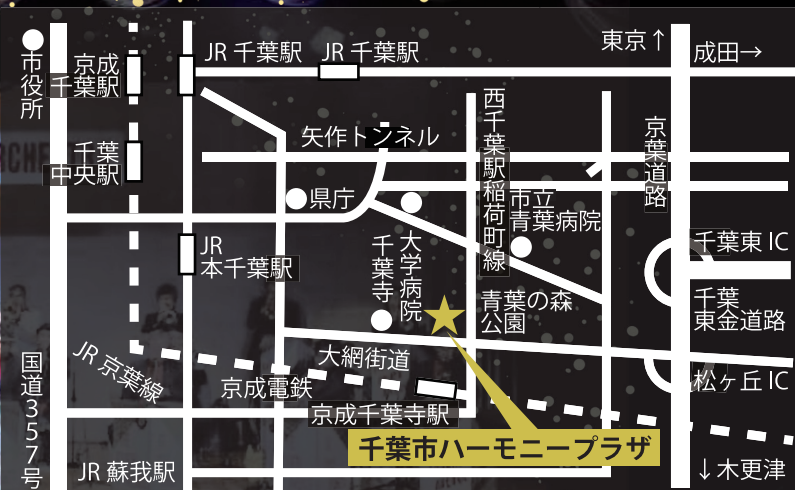 市役所
京成
千葉駅
JR 千葉駅
JR 千葉駅
東京↑
成田→
千葉
中央駅
矢作トンネル
西千葉駅稲荷町線
京葉道路
県庁
市立
青葉病院
JR
本千葉駅
千葉寺
大学病院
千葉東 IC
青葉の森
公園
千葉
東金道路
国道357号
JR 京葉線
大網街道
京成電鉄
京成千葉寺駅
松ヶ丘 IC
千葉市ハーモニープラザ
JR 蘇我駅
↓木更津